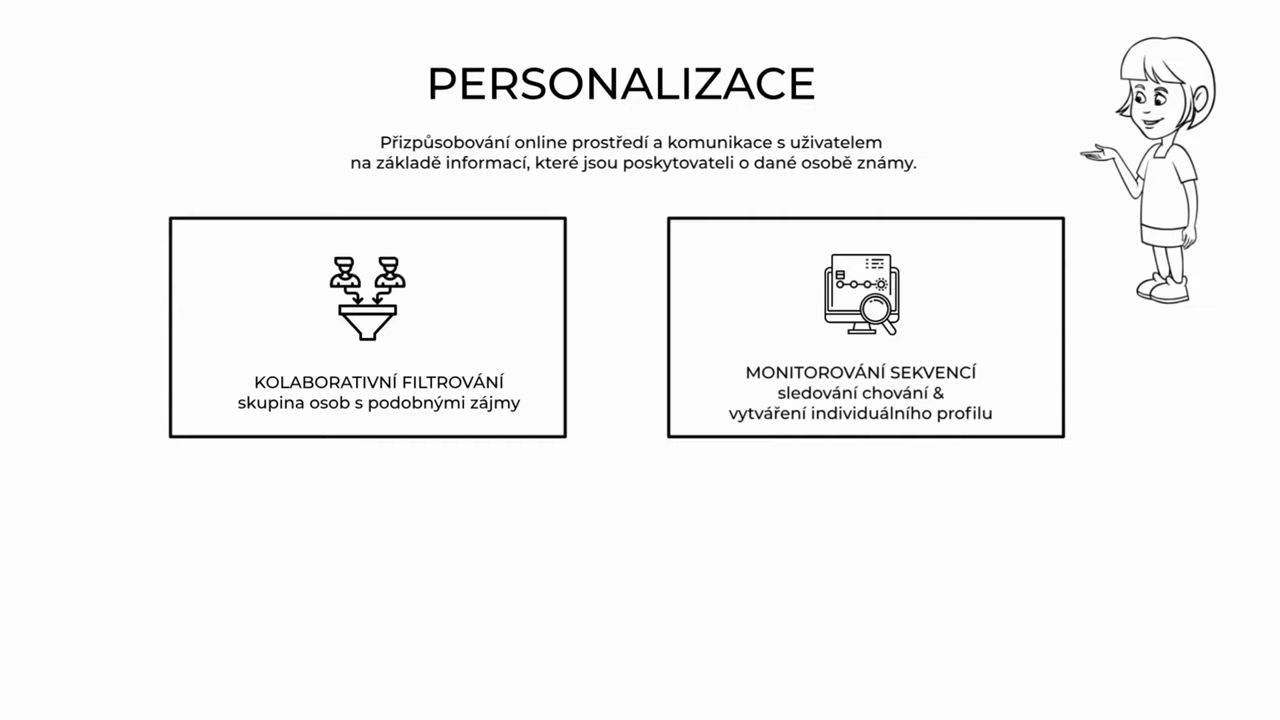 PERSONALIZACE
Přizpůsobování online prostředí a komunikace s uživatelem
na základě informací, které jsou poskytovateli o dané osobě známy.
KOLABORATIVNÍ FILTROVÁNÍ
skupina osob s podobnými zájmy
MONITOROVÁNÍ SEKVENCÍ
sledování chování &
vytváření individuálního profilu